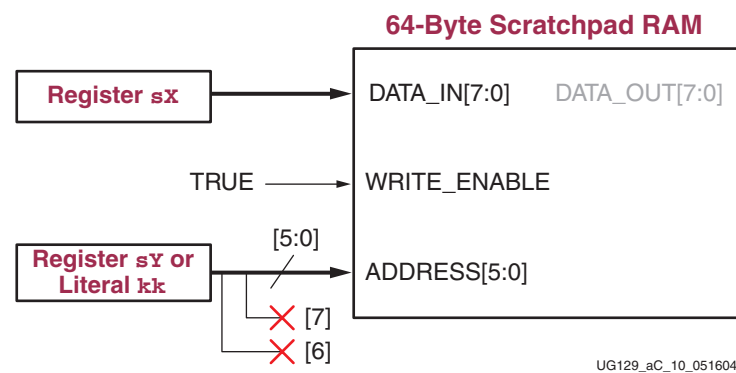 64-Byte Scratchpad RAM
Register sX
DATA_IN[7:0] DATA_OUT[7:0]
TRUE
WRITE_ENABLE
Register sY or
Literal kk
[5:0]
ADDRESS[5:0]
[7]
[6]
UG129_aC_10_051604